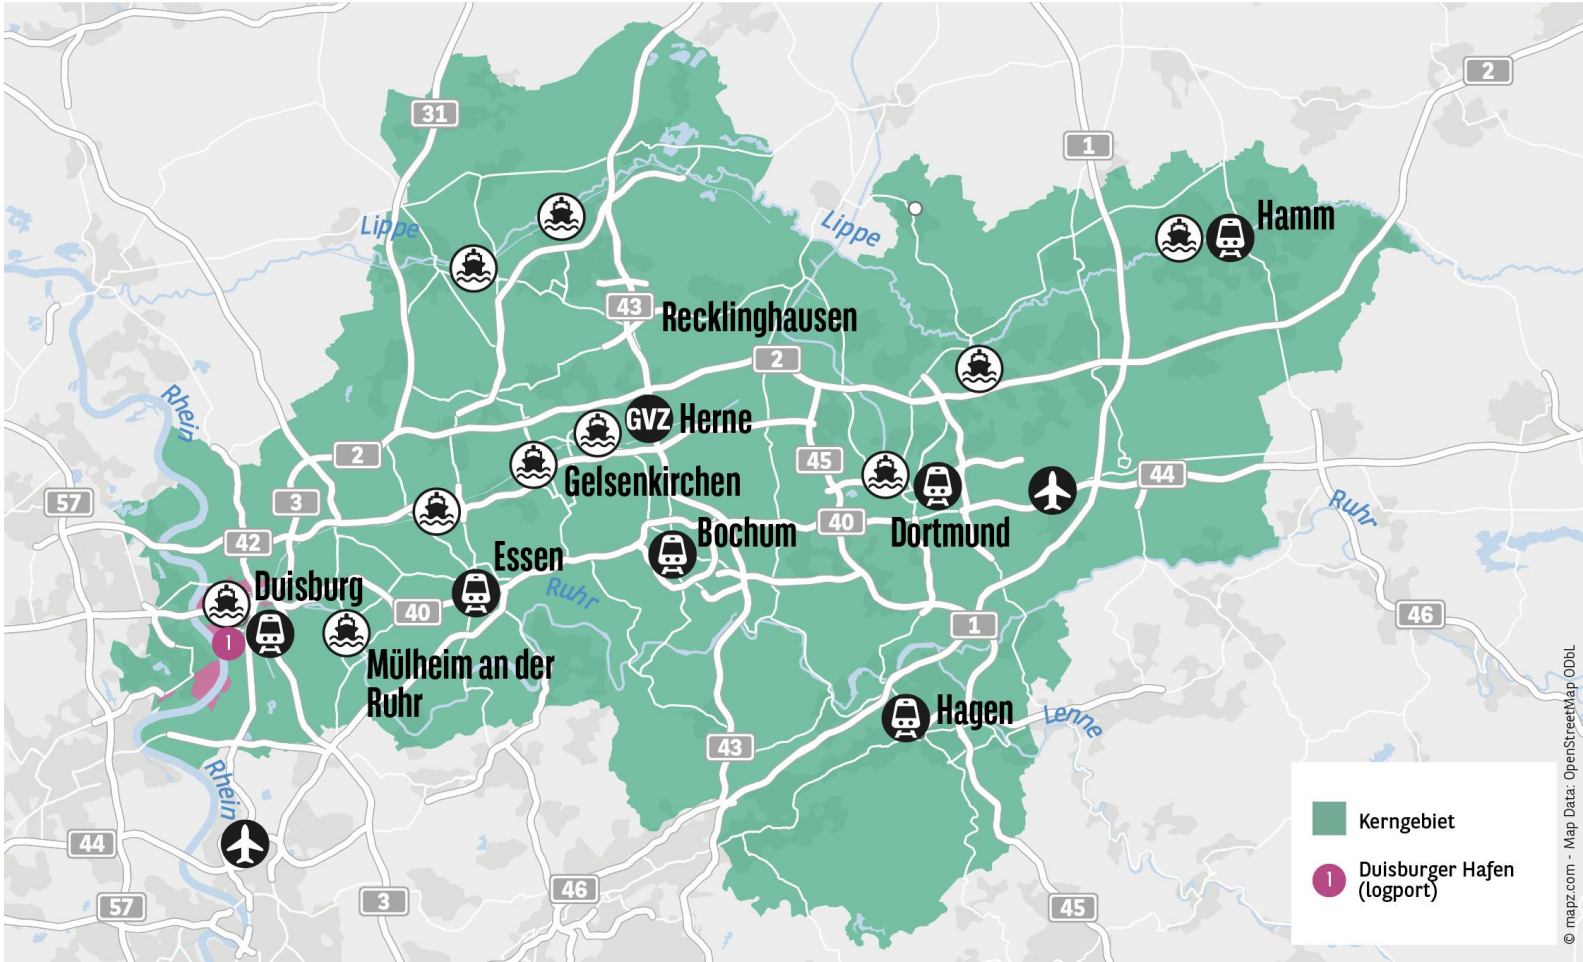 31
2
1
Hamm
Lippe
Lippe
43
Recklinghausen
2
Rhein
GVZ
Herne
2
45
44
Gelsenkirchen
57
3
Ruhr
40
Bochum
Dortmund
42
Essen
Duisburg
Ruhr
40
46
1
1
Mülheim an der
Ruhr
Hagen
Lenne
43
Rhein
44
46
3
57
45
Kerngebiet
1
Duisburger Hafen
(logport)
© mapz.com - Map Data: OpenStreetMap ODbL